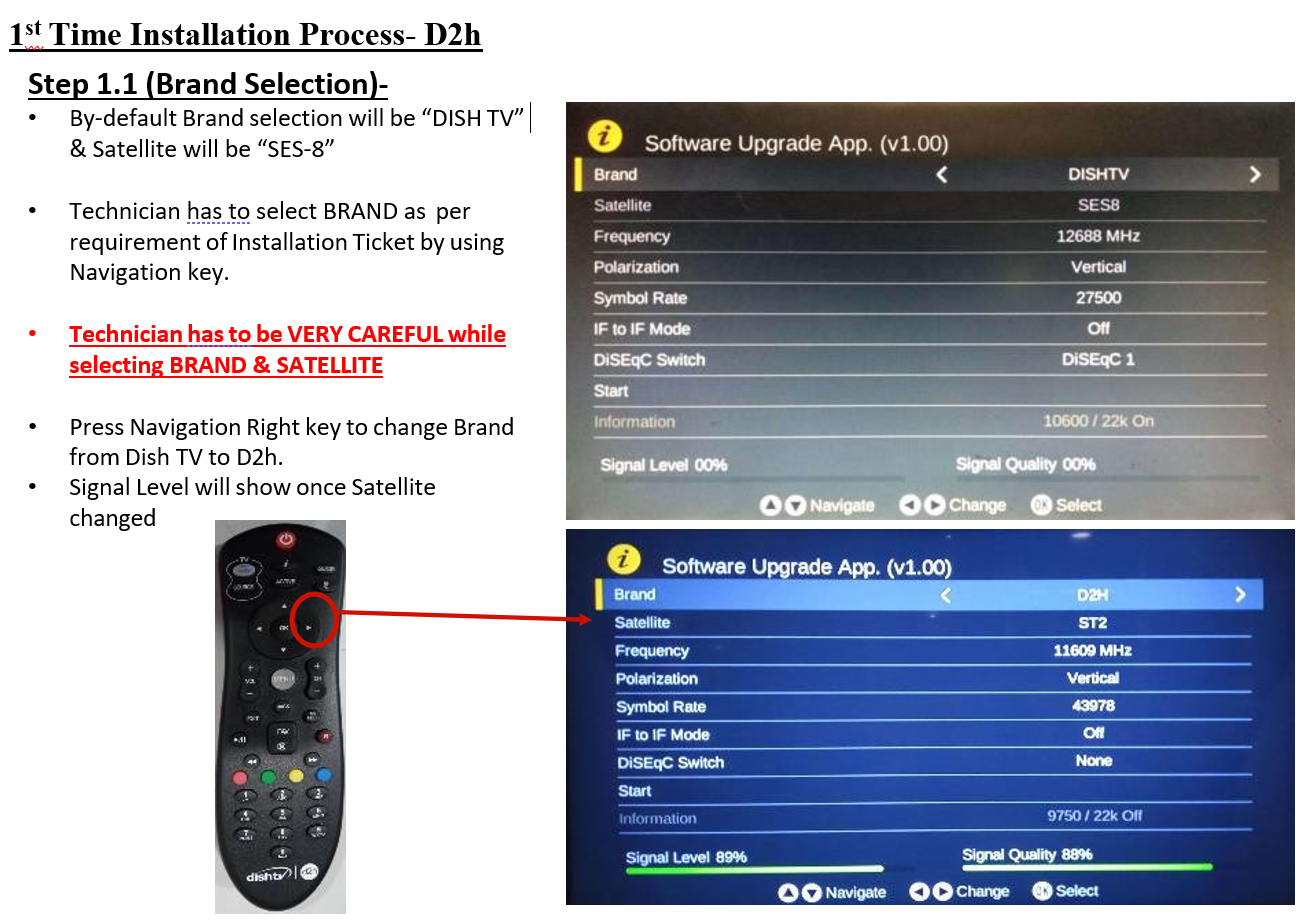 1st Time Installation Process- D2h
Step 1.1 (Brand Selection)-
• By-default Brand selection will be “DISH TV”
& Satellite will be “SES-8”
• Technician has to select BRAND as per
requirement of Installation Ticket by using
Navigation key.
• Technician has to be VERY CAREFUL while
selecting BRAND & SATELLITE
• Press Navigation Right key to change Brand
from Dish TV to D2h.
• Signal Level will show once Satellite
changed
i Software Upgrade App. (v1.00)
Brand < DISHTV >
Satellite SES8
Frequency 12688 MHz
Polarization Vertical
Symbol Rate 27500
IF to IF Mode Off
DiSEqC Switch DiSEqC 1
Start
Information 10600 / 22k On
Signal Level 00% Signal Quality 00%
Navigate Change OK Select
i Software Upgrade App. (v1.00)
Brand < D2H >
Satellite ST2
Frequency 11609 MHz
Polarization Vertical
Symbol Rate 43978
IF to IF Mode Off
DiSEqC Switch None
Start
Information 9750 / 22k Off
Signal Level 89% Signal Quality 88%
Navigate Change OK Select
TV
SOURCE
ACTIVE
OK
VOL
CH
MENU
EXIT
FAV
dishtv d2h